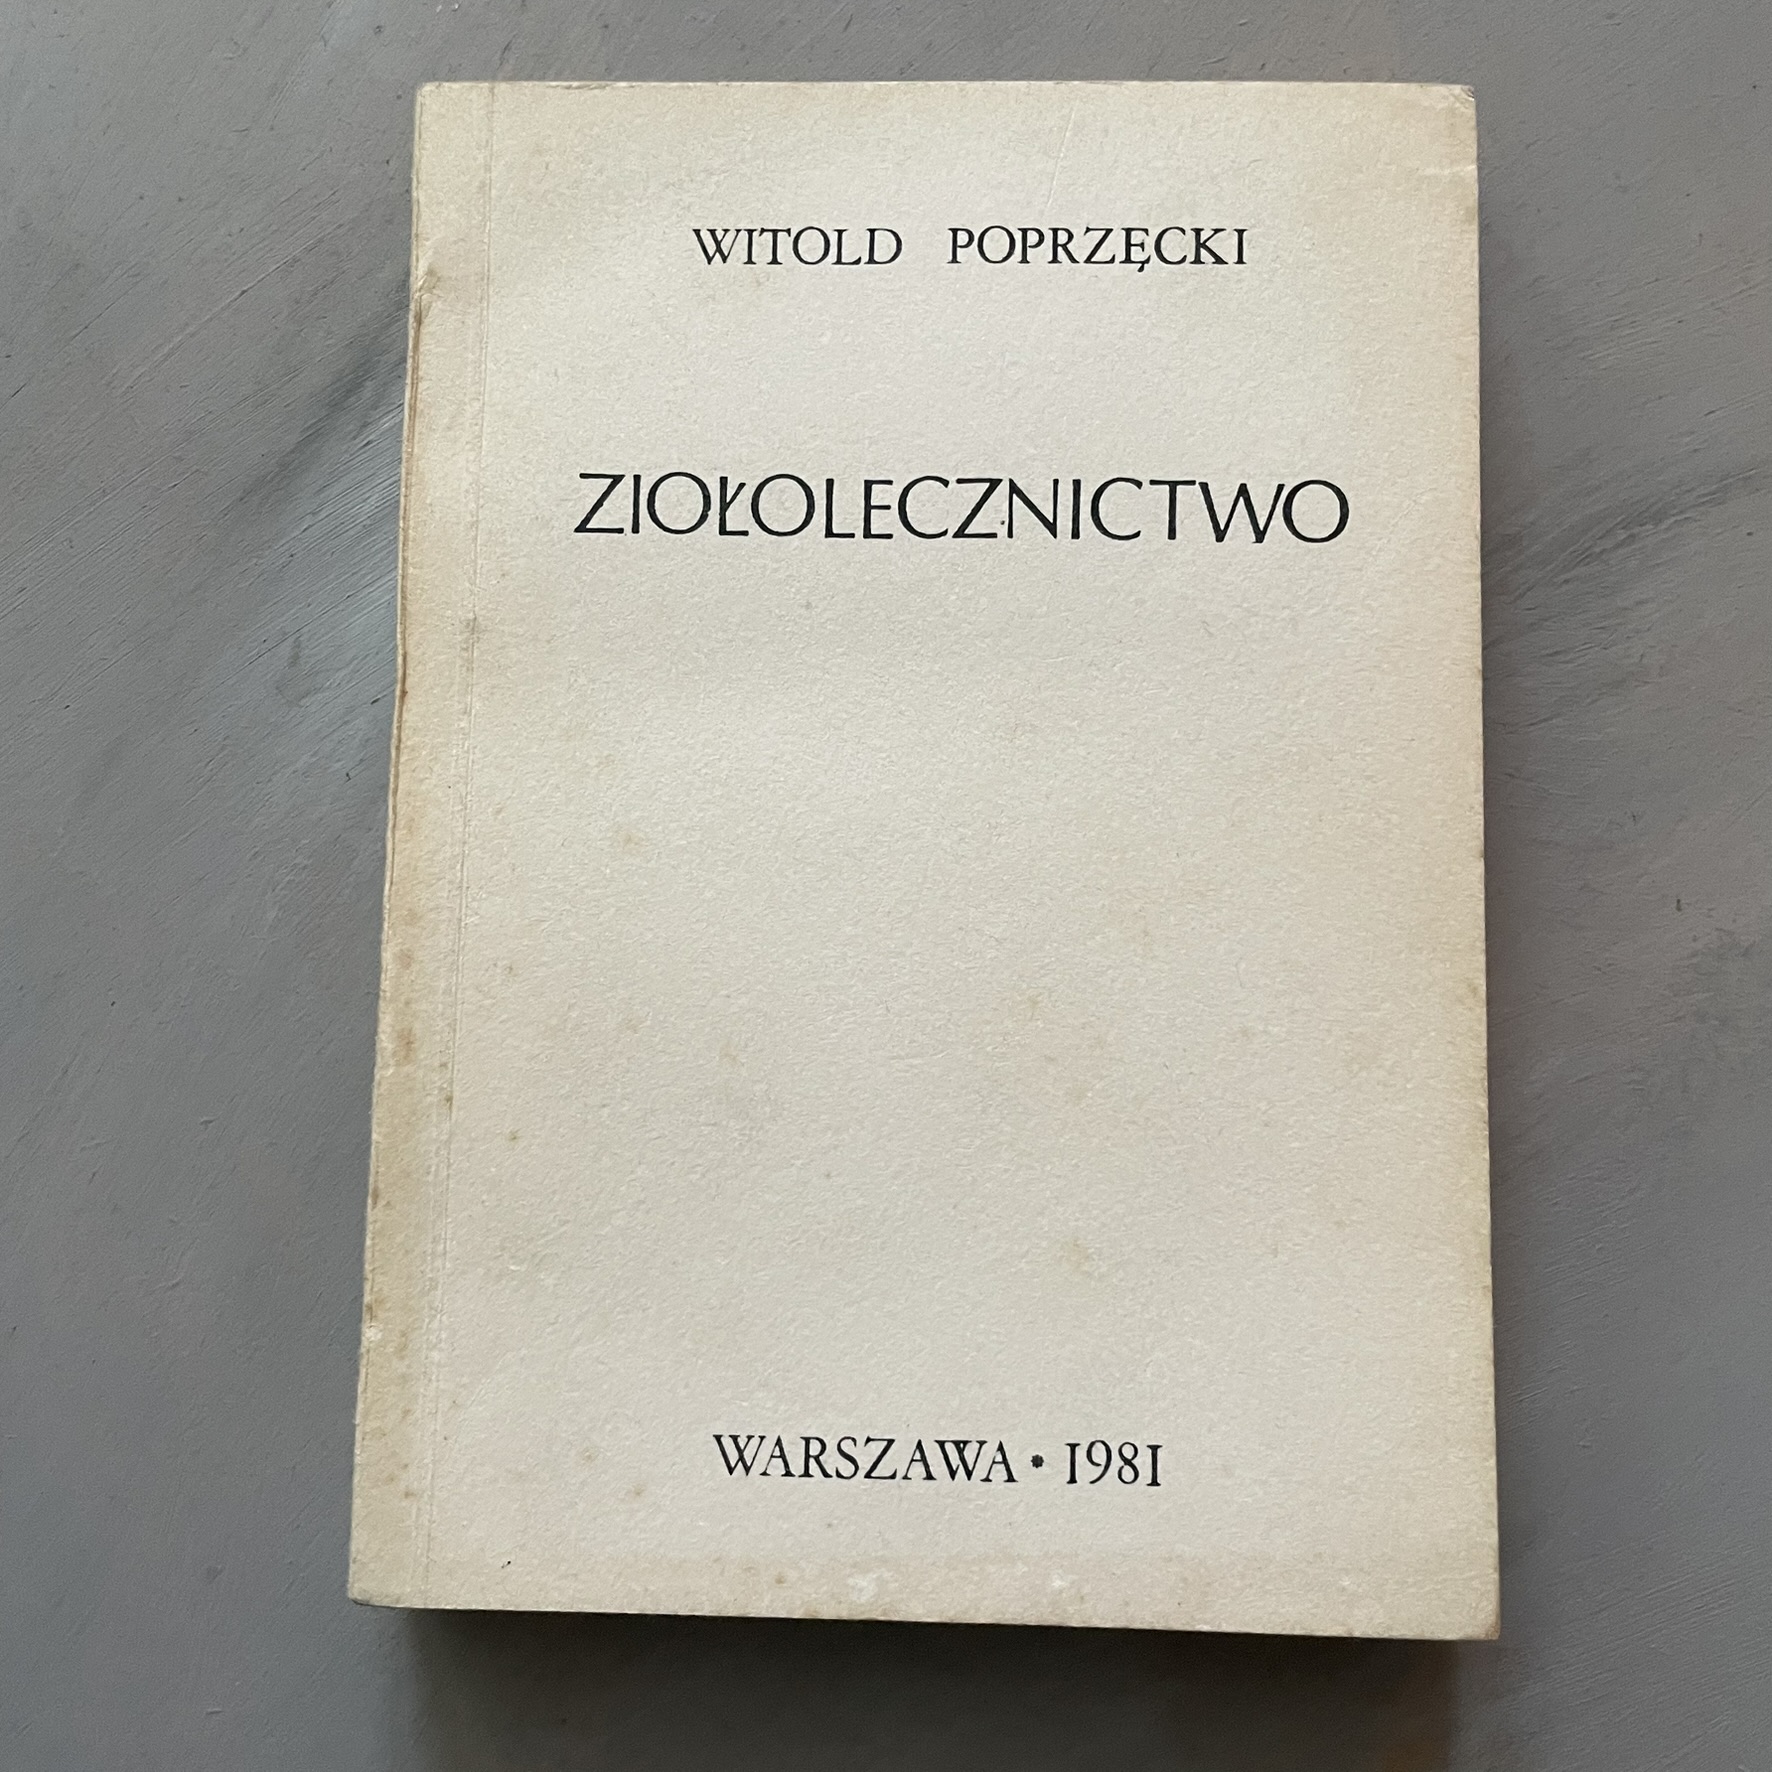 WITOLD POPRZĘCKI
ZIOŁOLECZNICTWO
WARSZAWA • 1981